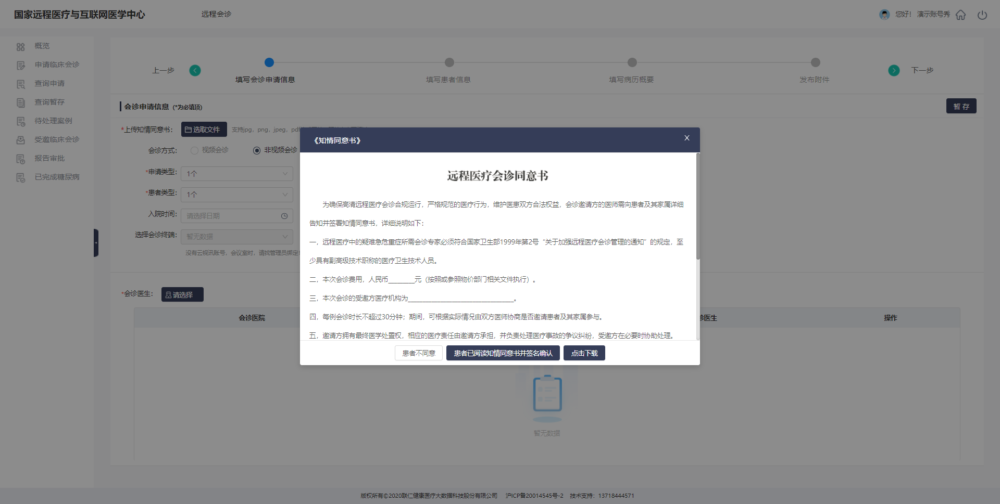 国家远程医疗与互联网医学中心
远程会诊
您好! 演示账号秀
概览
申请临床会诊
查询申请
查询暂存
待处理案例
受邀临床会诊
报告审批
已完成糖尿病
上一步
填写会诊申请信息
填写患者信息
填写病历概要
发布附件
下一步
会诊申请信息 (*为必填项)
暂 存
*上传知情同意书： 选取文件 支持jpg，png，jpeg，pdf
会诊方式： 视频会诊 非视频会诊
*申请类型： 1个
*患者类型： 1个
入院时间： 请选择日期
选择会诊终端： 暂无数据
没有云视讯账号，会议室时，请找管理员绑定
*会诊医生： 请选择
会诊医院
诊医生
操作
暂无数据
《知情同意书》
X
远程医疗会诊同意书
为确保高清远程医疗会诊合规运行，严格规范的医疗行为，维护医患双方合法权益，会诊邀请方的医师需向患者及其家属详细
告知并签署知情同意书，详细说明如下：
一，远程医疗中的疑难急危重症所需会诊专家必须符合国家卫生部1999年第2号“关于加强远程医疗会诊管理的通知”的规定，至
少具有副高级技术职称的医疗卫生技术人员。
二，本次会诊费用，人民币________元（按照或参照物价部门相关文件执行）。
三，本次会诊的受邀方医疗机构为________________________________。
四，每例会诊时长不超过30分钟；期间，可根据实际情况由双方医师协商是否邀请患者及其家属参与。
五，邀请方拥有最终医学处置权，相应的医疗责任由邀请方承担，并负责处理医疗事故的争议纠纷，受邀方在必要时协助处理。
患者不同意
患者已阅读知情同意书并签名确认
点击下载
版权所有©2020联仁健康医疗大数据科技股份有限公司 沪ICP备20014545号-2 技术支持：13718444571